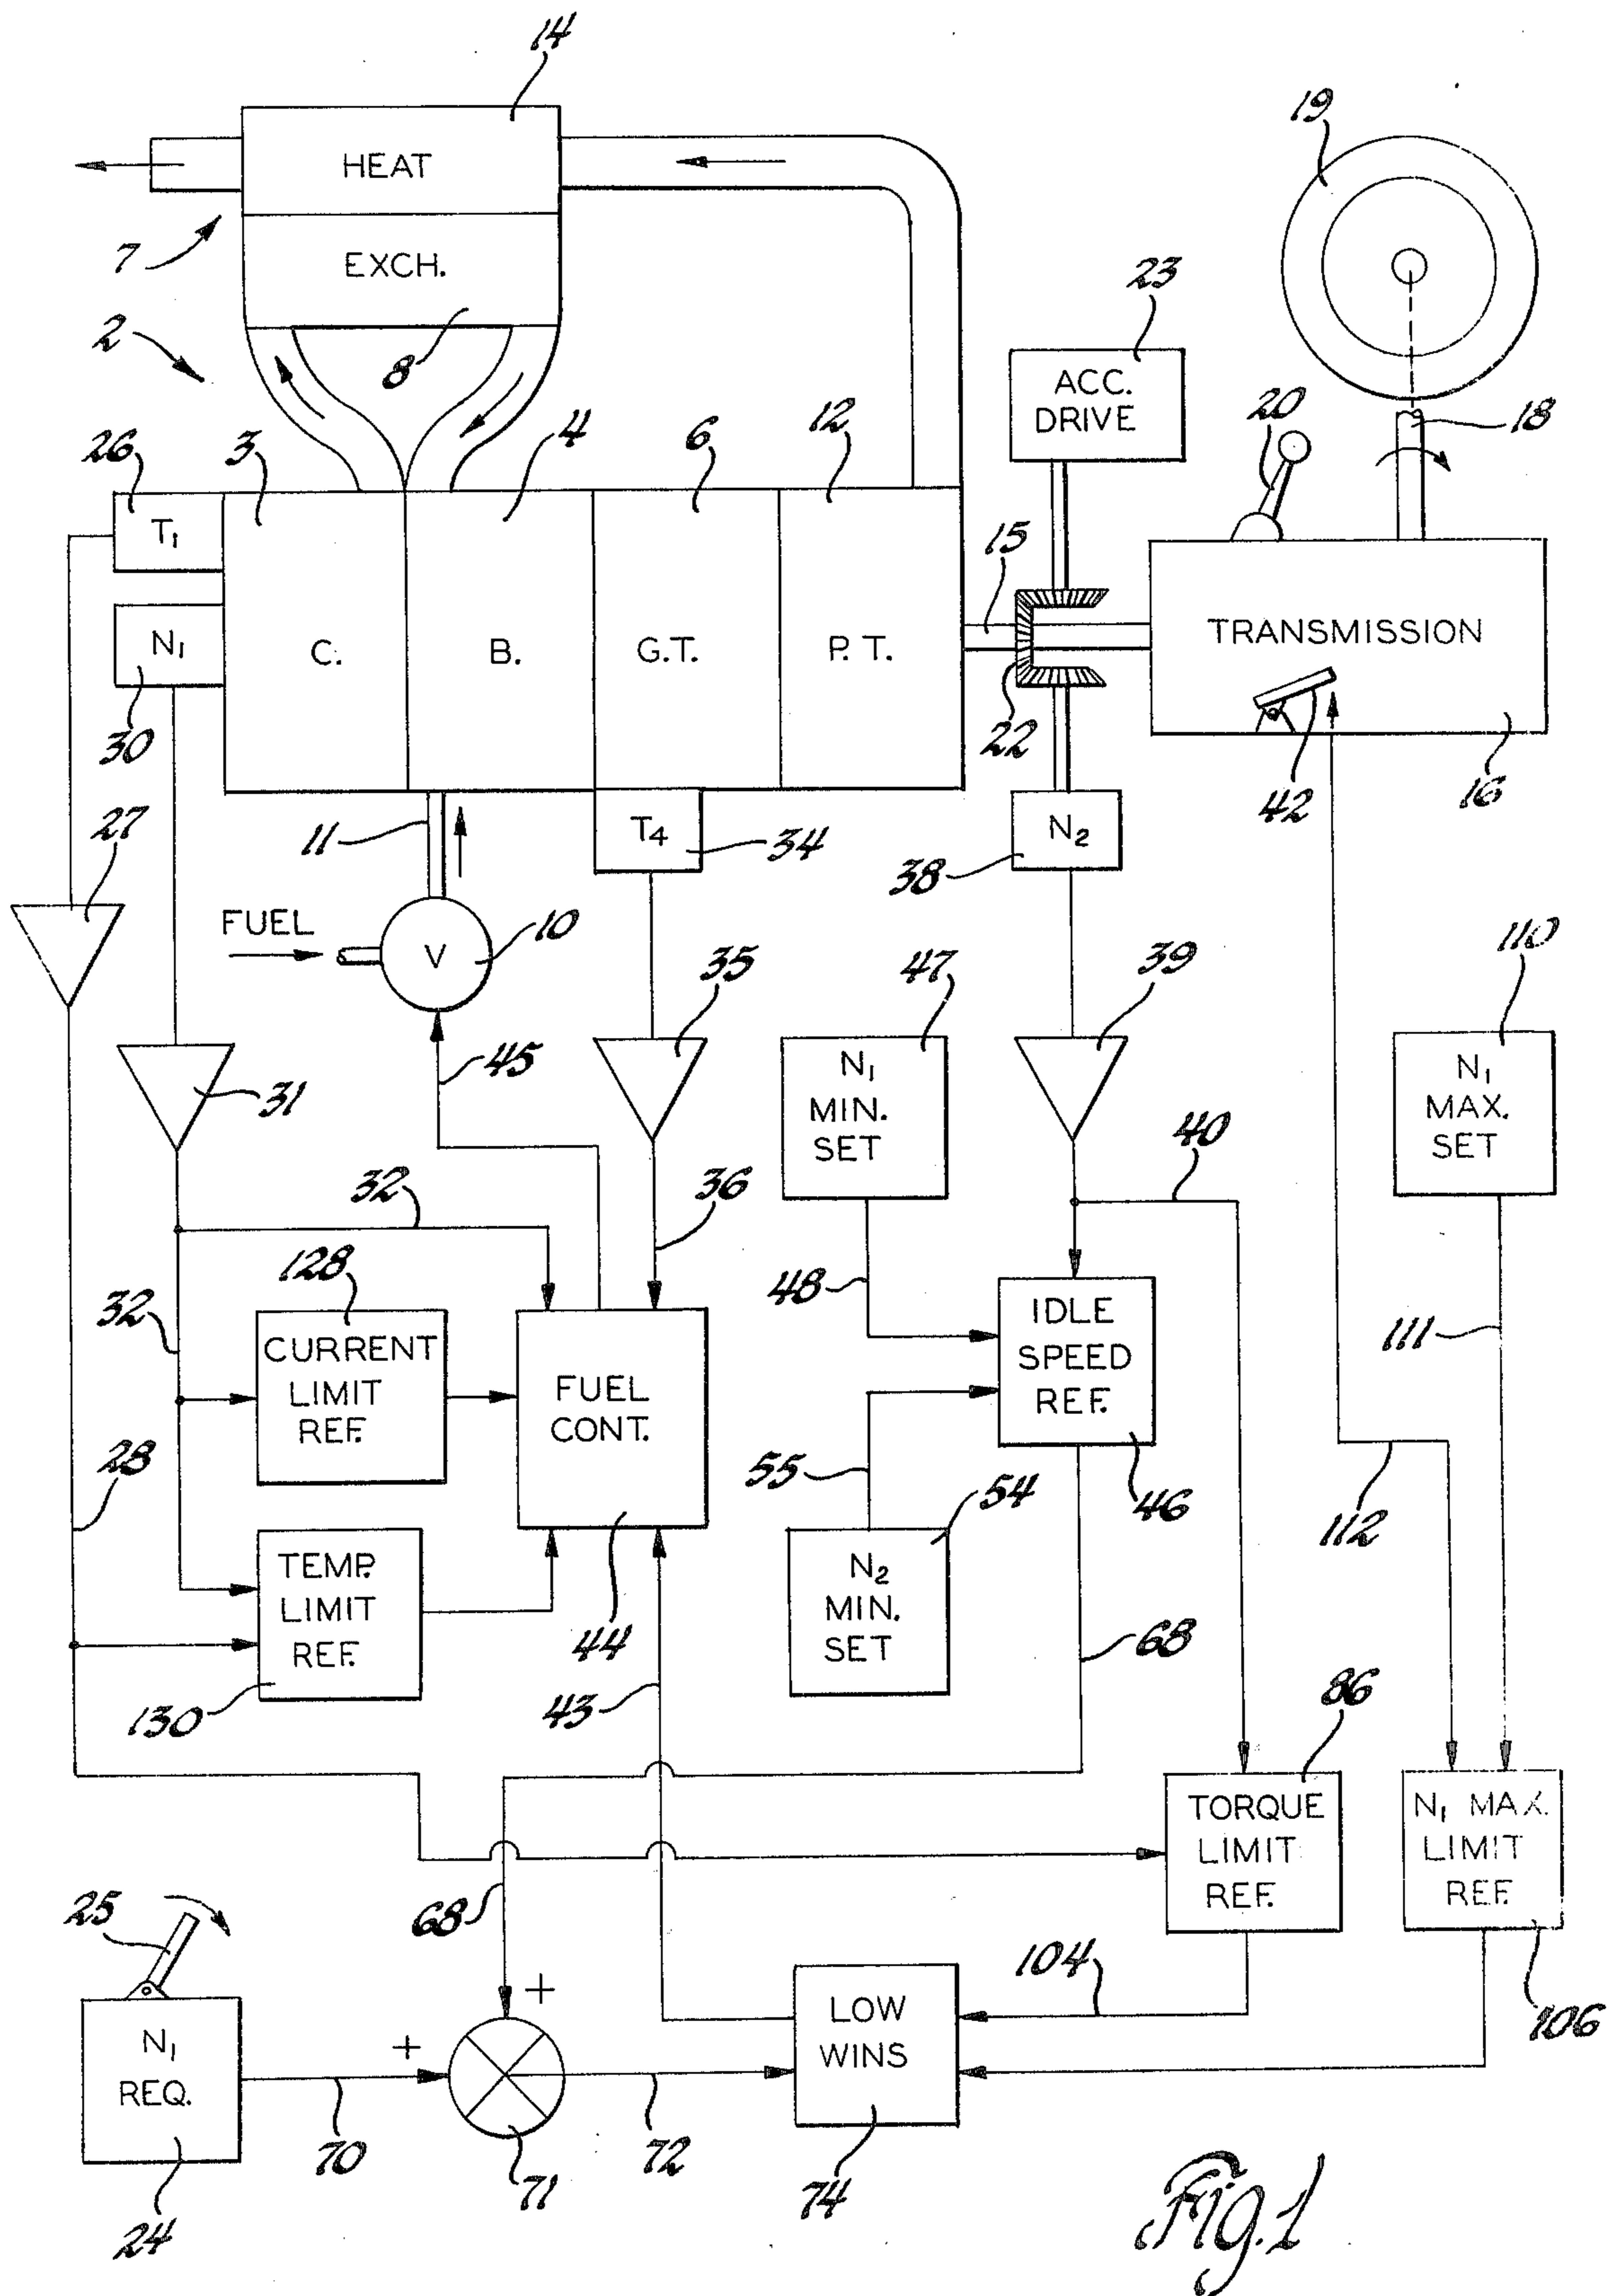 14
19
HEAT
7
EXCH.
23
2
8
ACC.
DRIVE
20
18
26
3
4
6
12
T1
15
N1
C.
B.
G.T.
P.T.
TRANSMISSION
30
22
42
16
27
11
T4
34
N2
38
FUEL
V
10
35
47
39
110
45
N1
MIN.
SET
N1
MAX.
SET
31
40
32
36
128
48
IDLE
SPEED
REF.
111
32
CURRENT
LIMIT
REF.
FUEL
CONT.
28
55
54
46
112
TEMP.
LIMIT
REF.
N2
MIN.
SET
44
68
130
43
86
TORQUE
LIMIT
REF.
N1 MAX.
LIMIT
REF.
25
68
104
+
LOW
WINS
106
N1
REQ.
+
70
71
72
74
24
Fig. 1